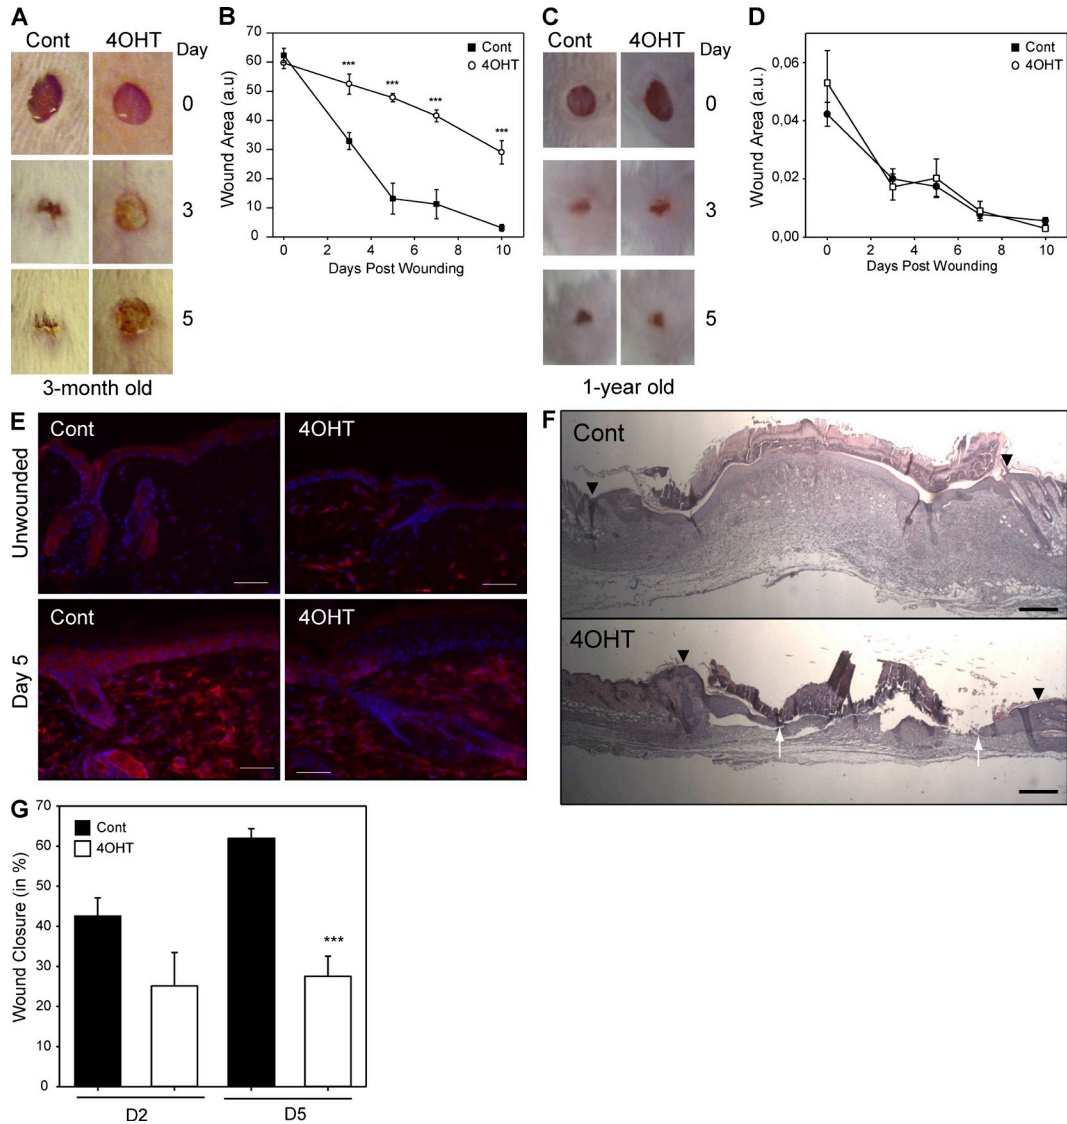 A
Cont 4OHT Day
0
3
5
3-month old
B
70
60
50
40
30
20
10
0
Wound Area (a.u)
Cont
4OHT
***
***
***
***
0 2 4 6 8 10
Days Post Wounding
C
Cont 4OHT Day
0
3
5
1-year old
D
0,06
0,04
0,02
0,00
Wound Area (a.u.)
Cont
4OHT
0 2 4 6 8 10
Days Post Wounding
E
Unwounded
Cont
4OHT
Day 5
Cont
4OHT
F
Cont
4OHT
G
70
60
50
40
30
20
10
0
Wound Closure (in %)
Cont
4OHT
***
D2
D5